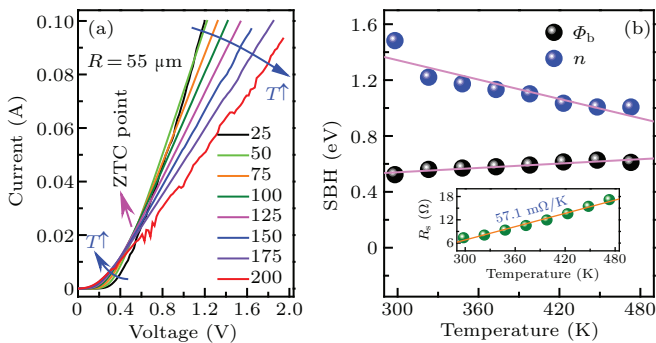 (a)
R = 55 μm
T↑
ZTC point
T↑
25
50
75
100
125
150
175
200
0.10
0.08
0.06
0.04
0.02
0
0 0.4 0.8 1.2 1.6 2.0
Current (A)
Voltage (V)
(b)
Φb
n
1.6
1.2
0.8
0.4
0
SBH (eV)
18
15
12
9
6
Rs (Ω)
57.1 mΩ/K
300 360 420 480
Temperature (K)
300 360 420 480
Temperature (K)